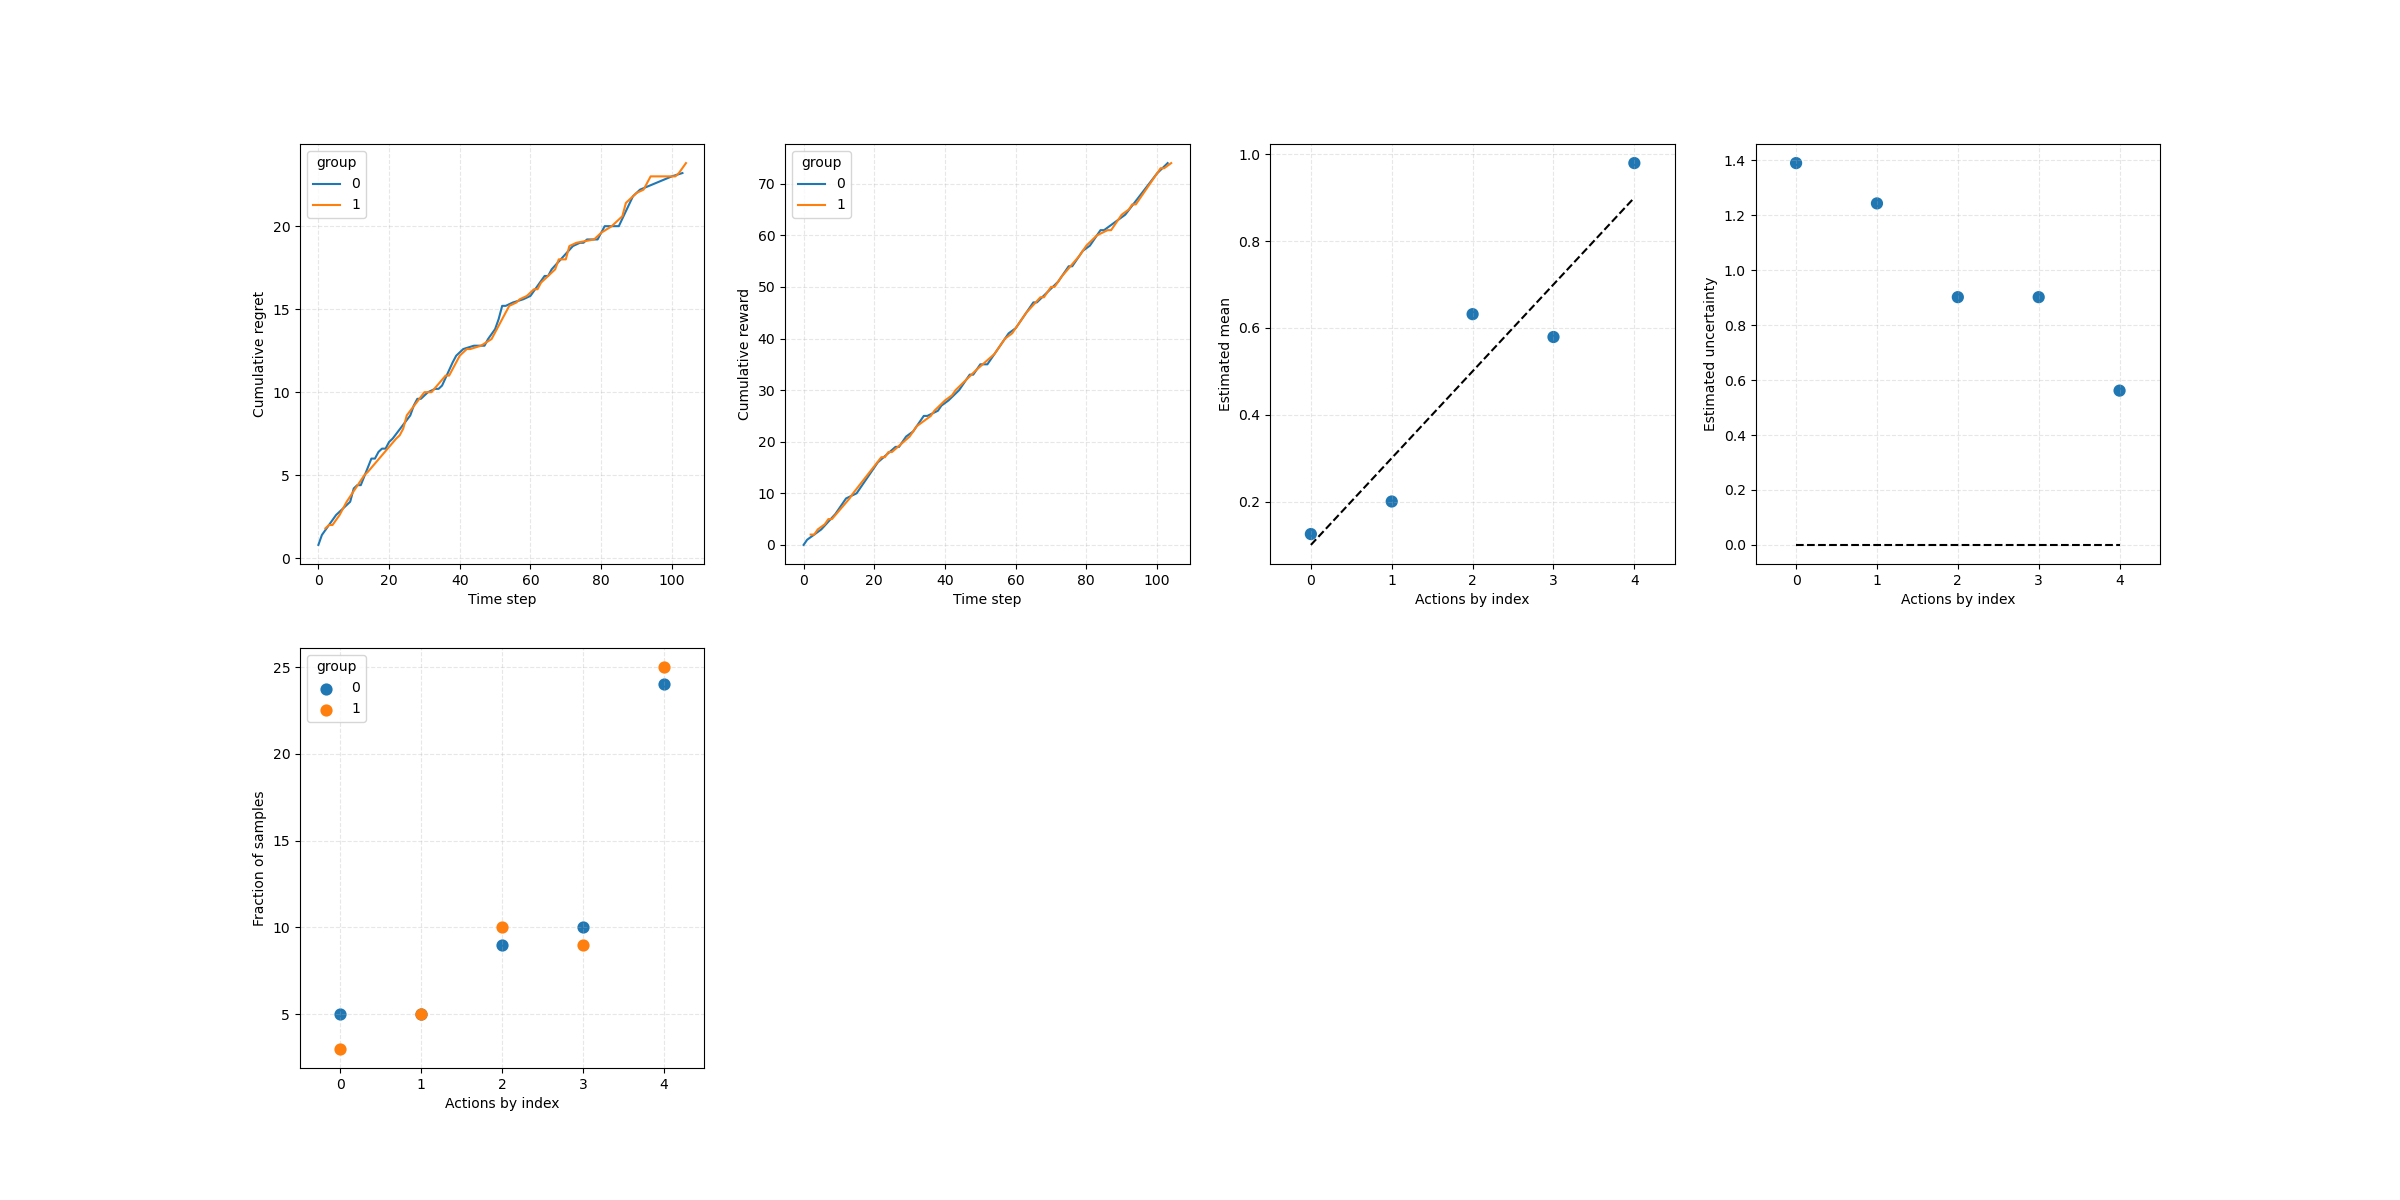 group
0
1
Cumulative regret
0
5
10
15
20
0 20 40 60 80 100
Time step
group
0
1
Cumulative reward
0
10
20
30
40
50
60
70
0 20 40 60 80 100
Time step
Estimated mean
1.0
0.8
0.6
0.4
0.2
0 1 2 3 4
Actions by index
Estimated uncertainty
1.4
1.2
1.0
0.8
0.6
0.4
0.2
0.0
0 1 2 3 4
Actions by index
group
0
1
Fraction of samples
25
20
15
10
5
0 1 2 3 4
Actions by index